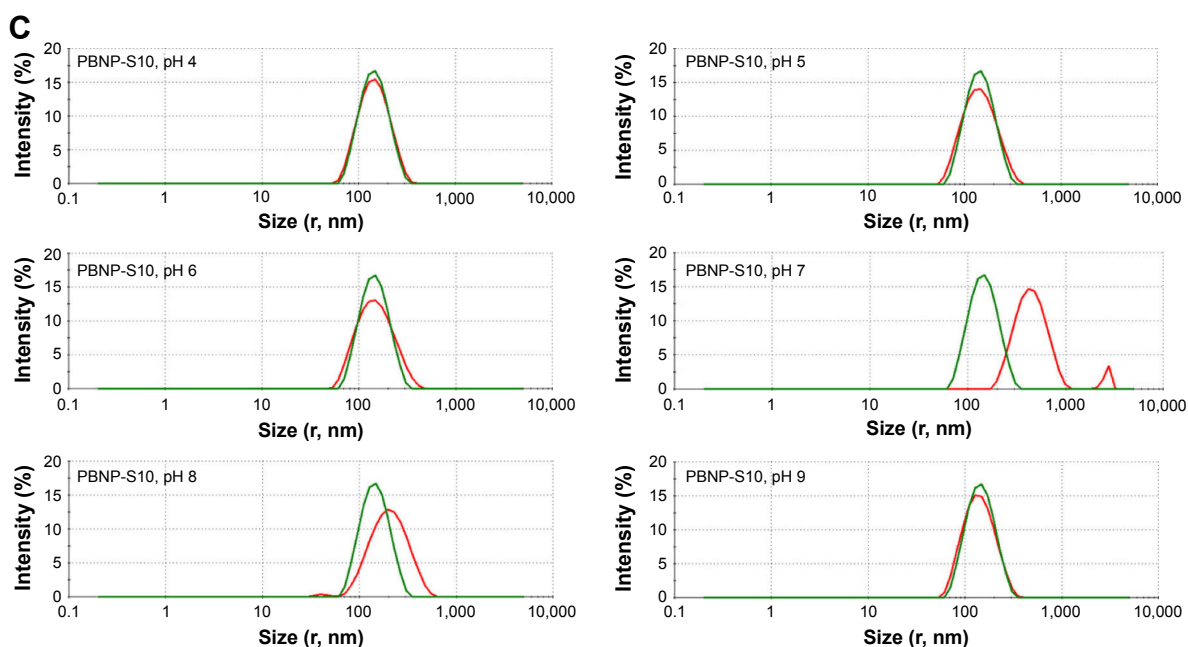 C
PBNP-S10, pH 4
Intensity (%)
20
15
10
5
0
0.1 1 10 100 1,000 10,000
Size (r, nm)
PBNP-S10, pH 5
Intensity (%)
20
15
10
5
0
0.1 1 10 100 1,000 10,000
Size (r, nm)
PBNP-S10, pH 6
Intensity (%)
20
15
10
5
0
0.1 1 10 100 1,000 10,000
Size (r, nm)
PBNP-S10, pH 7
Intensity (%)
20
15
10
5
0
0.1 1 10 100 1,000 10,000
Size (r, nm)
PBNP-S10, pH 8
Intensity (%)
20
15
10
5
0
0.1 1 10 100 1,000 10,000
Size (r, nm)
PBNP-S10, pH 9
Intensity (%)
20
15
10
5
0
0.1 1 10 100 1,000 10,000
Size (r, nm)